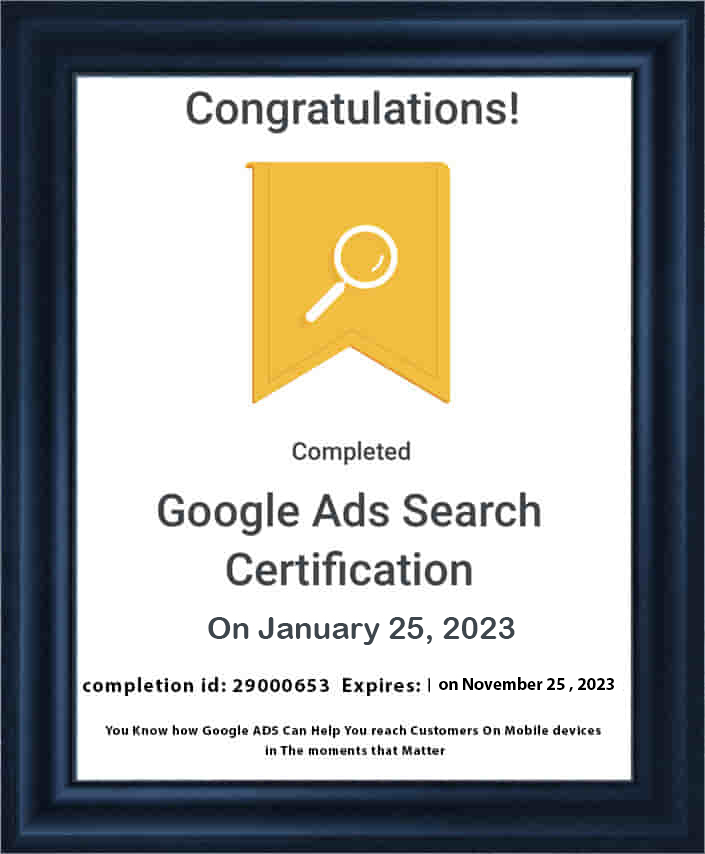 Congratulations!
Completed
Google Ads Search
Certification
On January 25, 2023
completion id: 29000653 Expires: | on November 25 , 2023
You Know how Google ADS Can Help You reach Customers On Mobile devices
in The moments that Matter